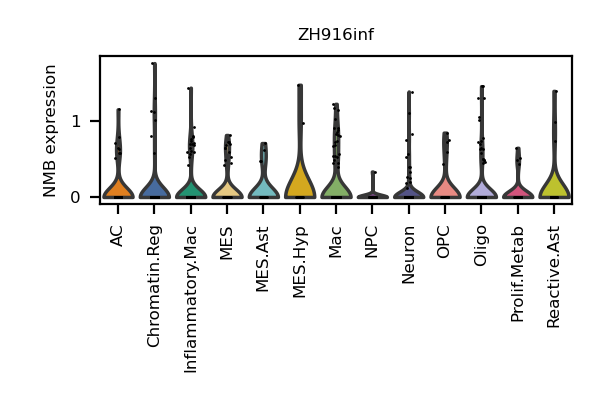 ZH916inf
NMB expression
1
0
AC
Chromatin.Reg
Inflammatory.Mac
MES
MES.Ast
MES.Hyp
Mac
NPC
Neuron
OPC
Oligo
Prolif.Metab
Reactive.Ast